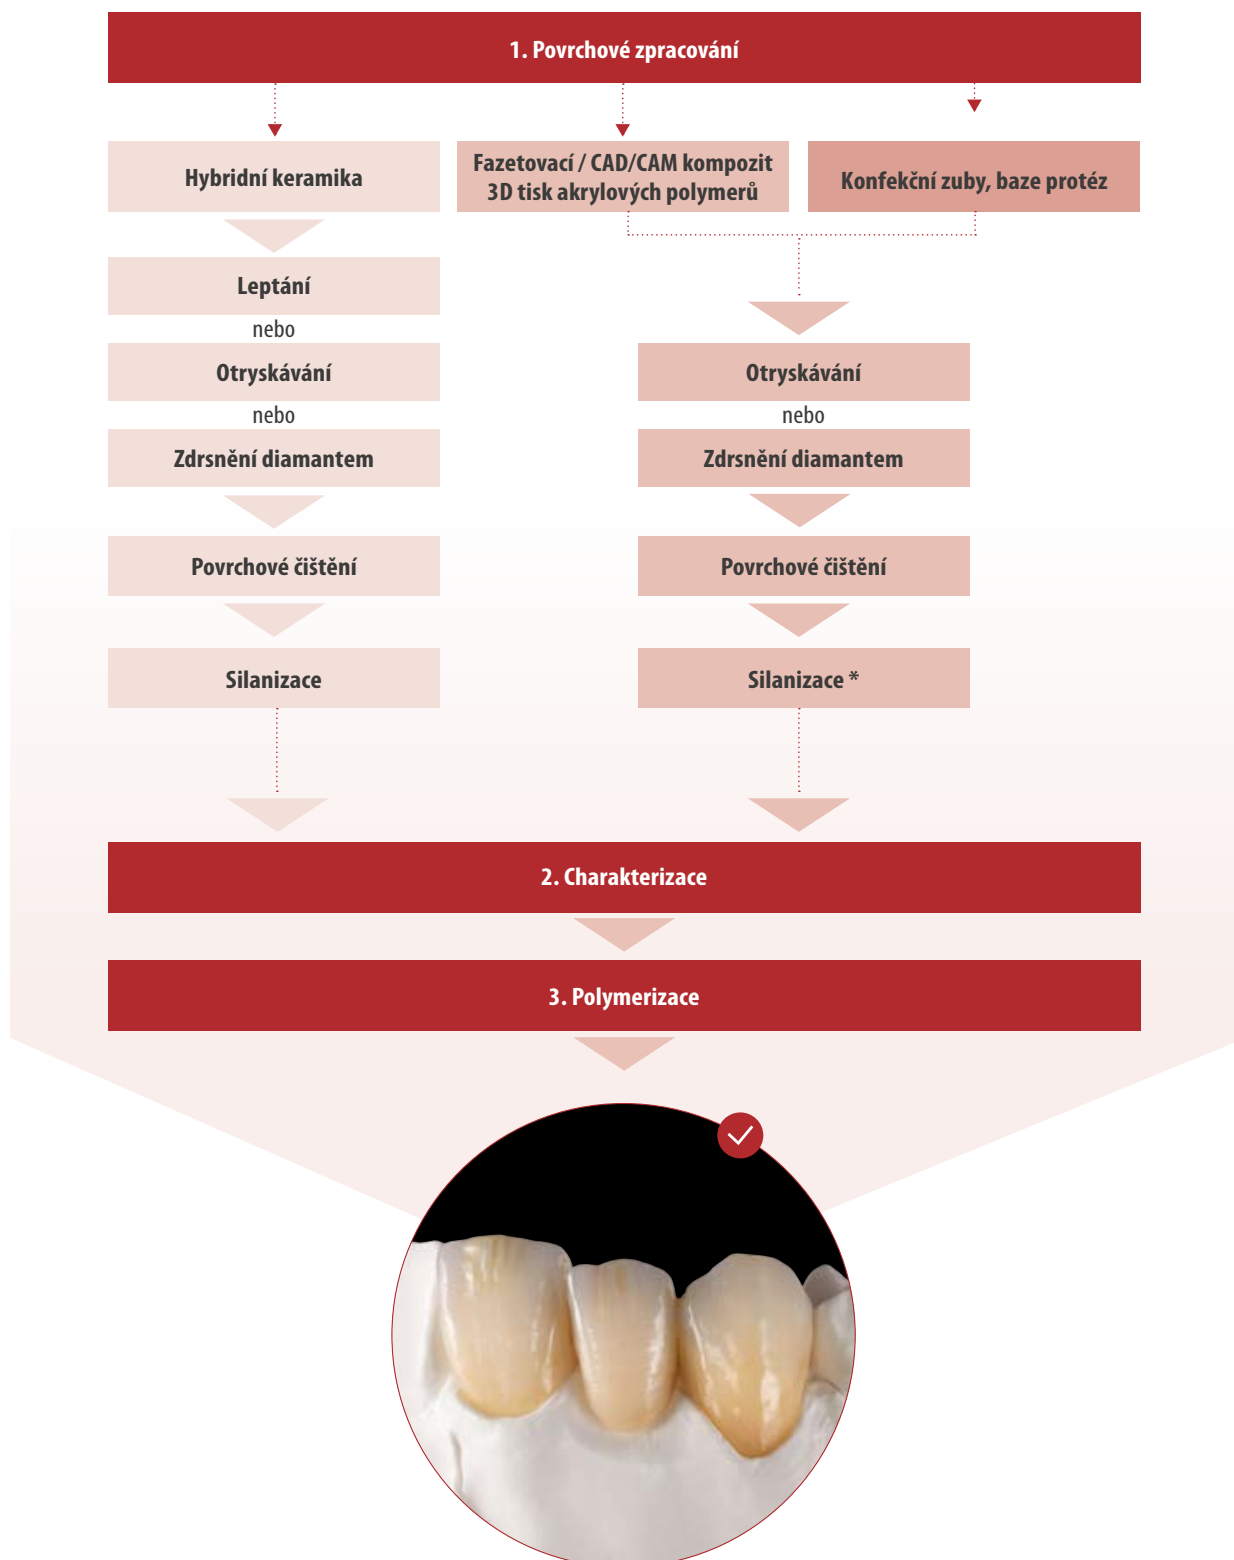 1. Povrchové zpracování
Hybridní keramika
Fazetovací / CAD/CAM kompozit
3D tisk akrylových polymerů
Konfekční zuby, baze protéz
Leptání
nebo
Otryskávání
nebo
Zdrsnění diamantem
Povrchové čištění
Silanizace
Otryskávání
nebo
Zdrsnění diamantem
Povrchové čištění
Silanizace *
2. Charakterizace
3. Polymerizace